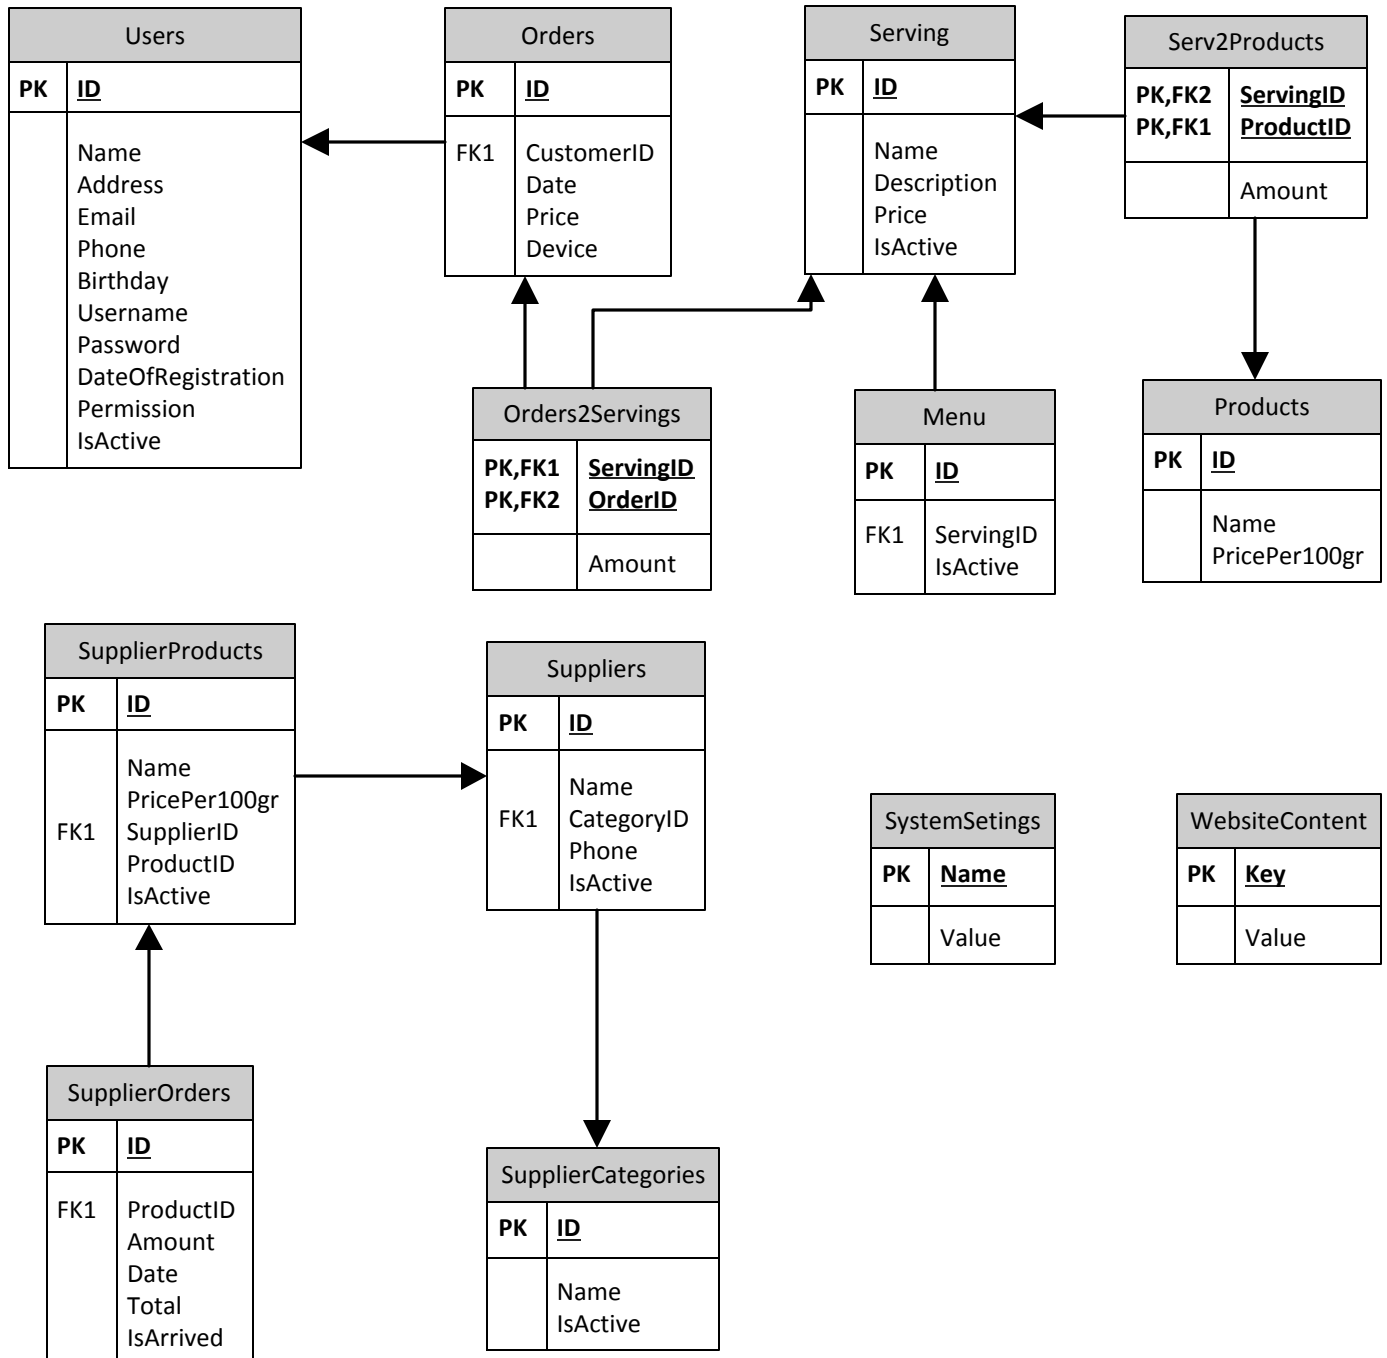 Users
PK ID
Name
Address
Email
Phone
Birthday
Username
Password
DateOfRegistration
Permission
IsActive
Orders
PK ID
FK1 CustomerID
Date
Price
Device
Serving
PK ID
Name
Description
Price
IsActive
Serv2Products
PK,FK2 ServingID
PK,FK1 ProductID
Amount
Orders2Servings
PK,FK1 ServingID
PK,FK2 OrderID
Amount
Menu
PK ID
FK1 ServingID
IsActive
Products
PK ID
Name
PricePer100gr
SupplierProducts
PK ID
Name
PricePer100gr
FK1 SupplierID
ProductID
IsActive
Suppliers
PK ID
Name
FK1 CategoryID
Phone
IsActive
SystemSetings
PK Name
Value
WebsiteContent
PK Key
Value
SupplierOrders
PK ID
FK1 ProductID
Amount
Date
Total
IsArrived
SupplierCategories
PK ID
Name
IsActive